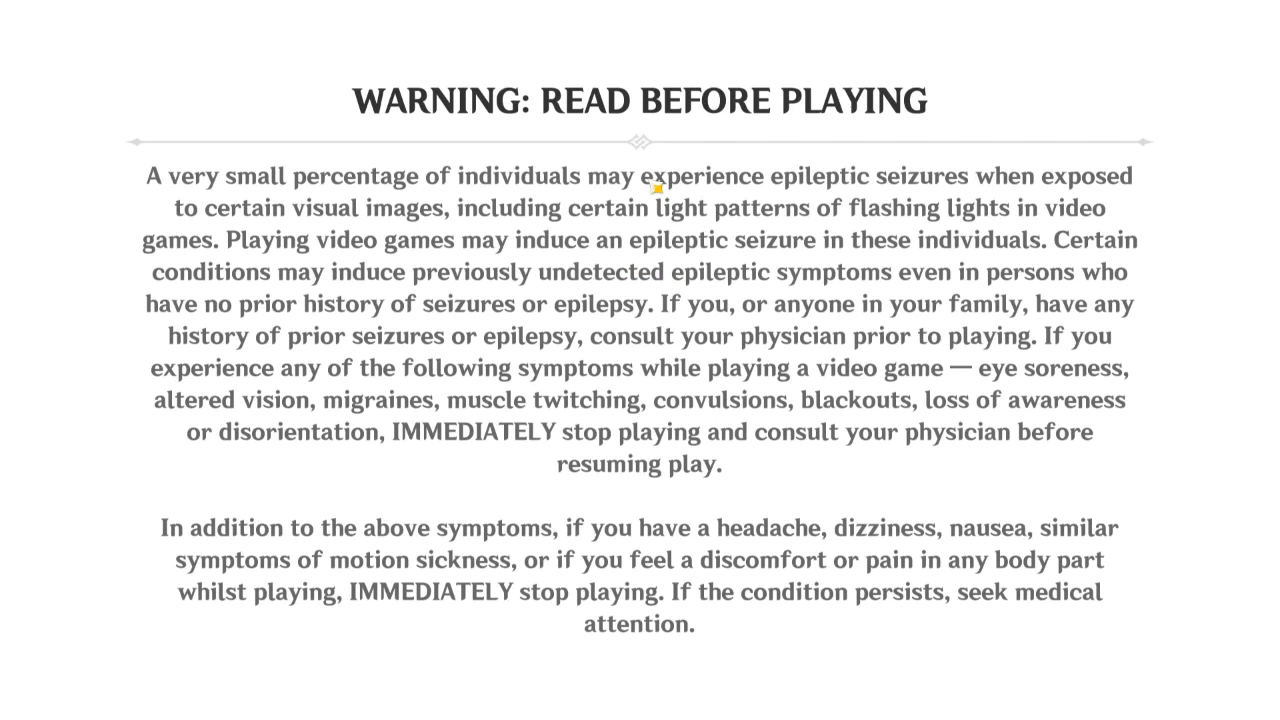 WARNING: READ BEFORE PLAYING
A very small percentage of individuals may experience epileptic seizures when exposed
to certain visual images, including certain light patterns of flashing lights in video
games. Playing video games may induce an epileptic seizure in these individuals. Certain
conditions may induce previously undetected epileptic symptoms even in persons who
have no prior history of seizures or epilepsy. If you, or anyone in your family, have any
history of prior seizures or epilepsy, consult your physician prior to playing. If you
experience any of the following symptoms while playing a video game — eye soreness,
altered vision, migraines, muscle twitching, convulsions, blackouts, loss of awareness
or disorientation, IMMEDIATELY stop playing and consult your physician before
resuming play.
In addition to the above symptoms, if you have a headache, dizziness, nausea, similar
symptoms of motion sickness, or if you feel a discomfort or pain in any body part
whilst playing, IMMEDIATELY stop playing. If the condition persists, seek medical
attention.